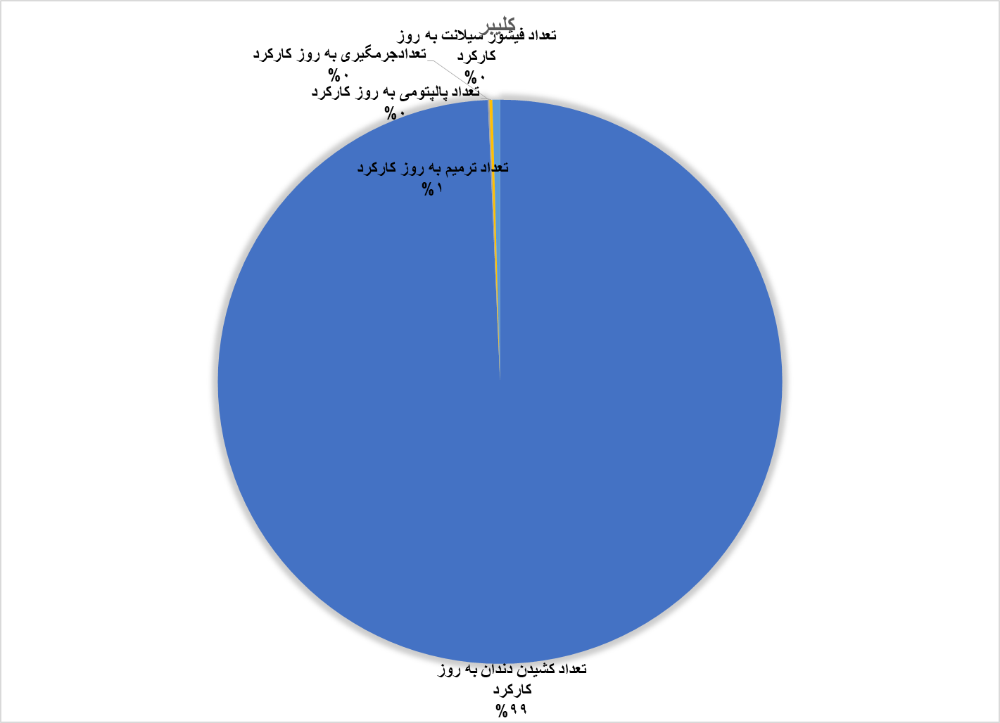 کلیبر
تعداد فیشور سیلانت به روز
کارکرد
%۰
تعدادجرمگیری به روز کارکرد
%۰
تعداد پالپتومی به روز کارکرد
%۰
تعداد ترمیم به روز کارکرد
%۱
تعداد کشیدن دندان به روز
کارکرد
%۹۹